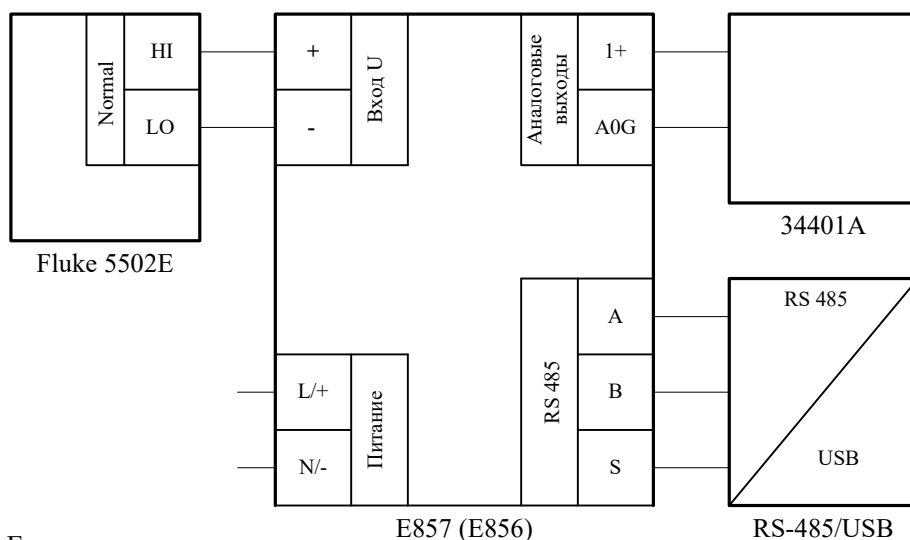 Normal
HI
LO
Fluke 5502E
+
-
Вход U
L/+
N/-
Питание
Аналоговые
выходы
1+
A0G
RS 485
A
B
S
E857 (E856)
34401A
RS 485
USB
RS-485/USB